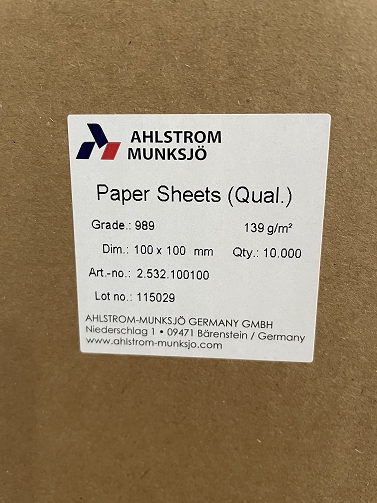 AHLSTROM
MUNKSJÖ
Paper Sheets (Qual.)
Grade.: 989 139 g/m²
Dim.: 100 x 100 mm Qty.: 10.000
Art.-no.: 2.532.100100
Lot no.: 115029
AHLSTROM-MUNKSJÖ GERMANY GMBH
Niederschlag 1 • 09471 Bärenstein / Germany
www.ahlstrom-munksjo.com